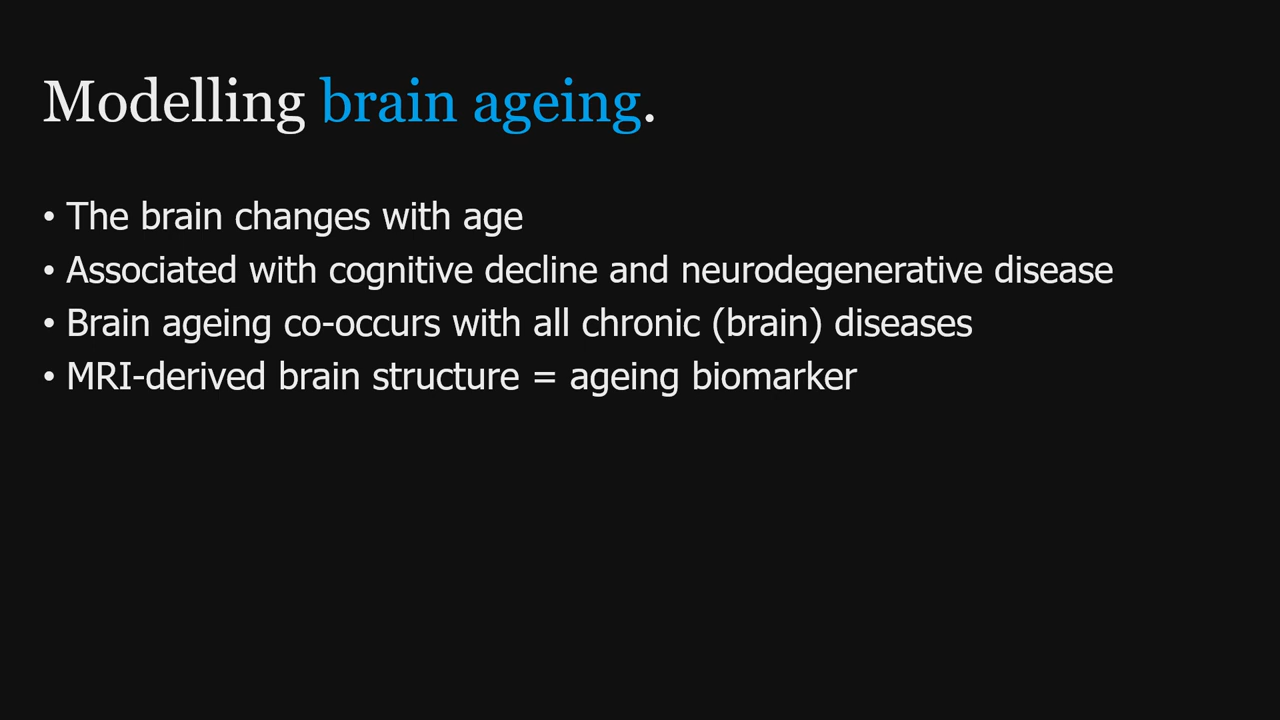 Modelling brain ageing.
• The brain changes with age
• Associated with cognitive decline and neurodegenerative disease
• Brain ageing co-occurs with all chronic (brain) diseases
• MRI-derived brain structure = ageing biomarker